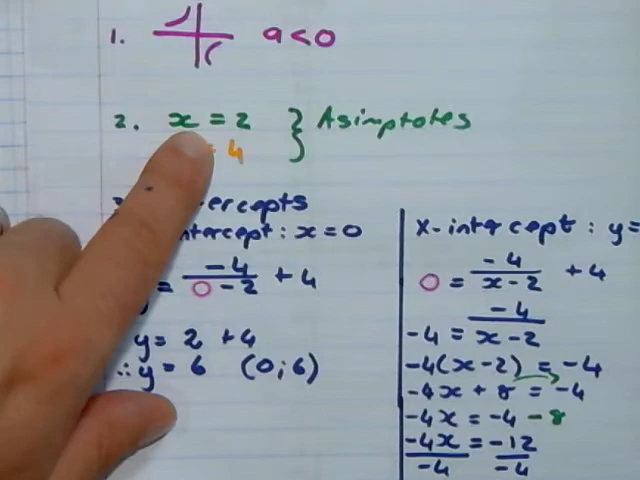 1. a < 0
2. x = 2 } Asimptotes
= 4
ercepts
ntercept : x = 0
= -4/0-2 + 4
y = 2 + 4
∴ y = 6 (0;6)
x-intercept : y =
0 = -4/x-2 + 4
-4 = -4/x-2
-4(x-2) = -4
-4x + 8 = -4
-4x = -4 - 8
-4x/-4 = -12/-4